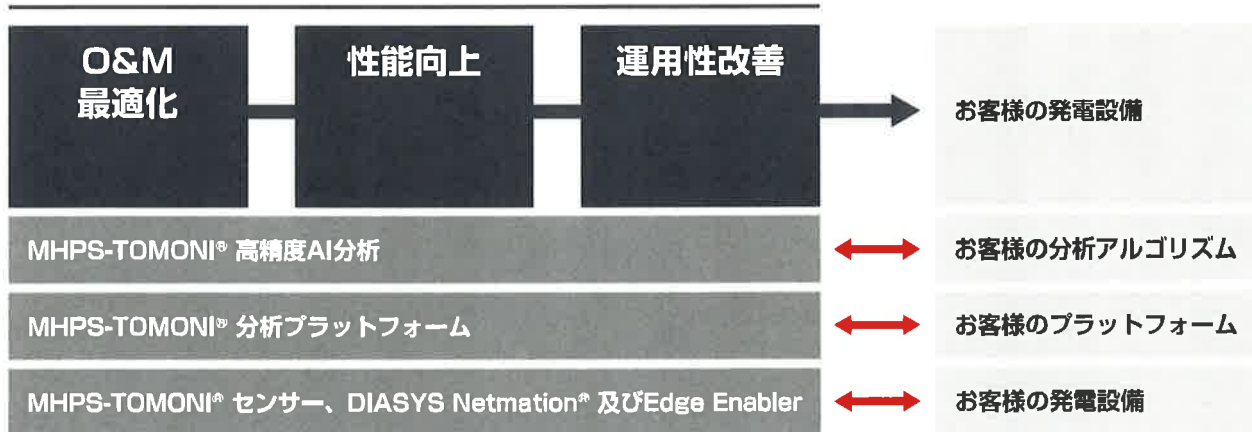 O&M
最適化
性能向上
運用性改善
お客様の発電設備
MHPS-TOMONI® 高精度AI分析
お客様の分析アルゴリズム
MHPS-TOMONI® 分析プラットフォーム
お客様のプラットフォーム
MHPS-TOMONI® センサー、DIASYS Netmation® 及びEdge Enabler
お客様の発電設備